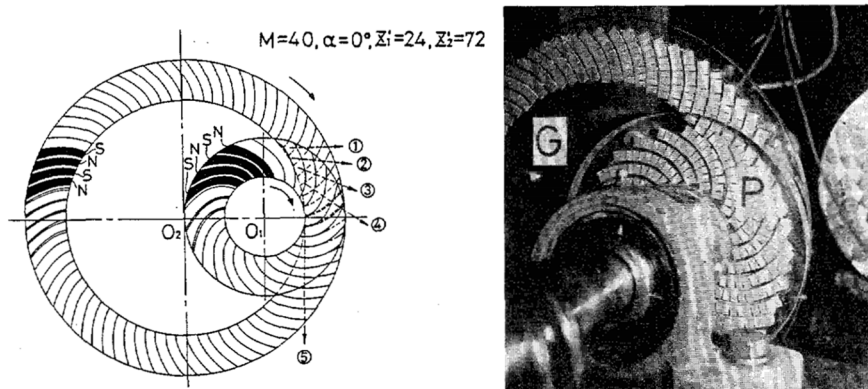 M=40, α=0°, Z₁'=24, Z₂'=72
S
N
S
N
N
S
N
S
①
②
③
④
⑤
O₂
O₁
G
P